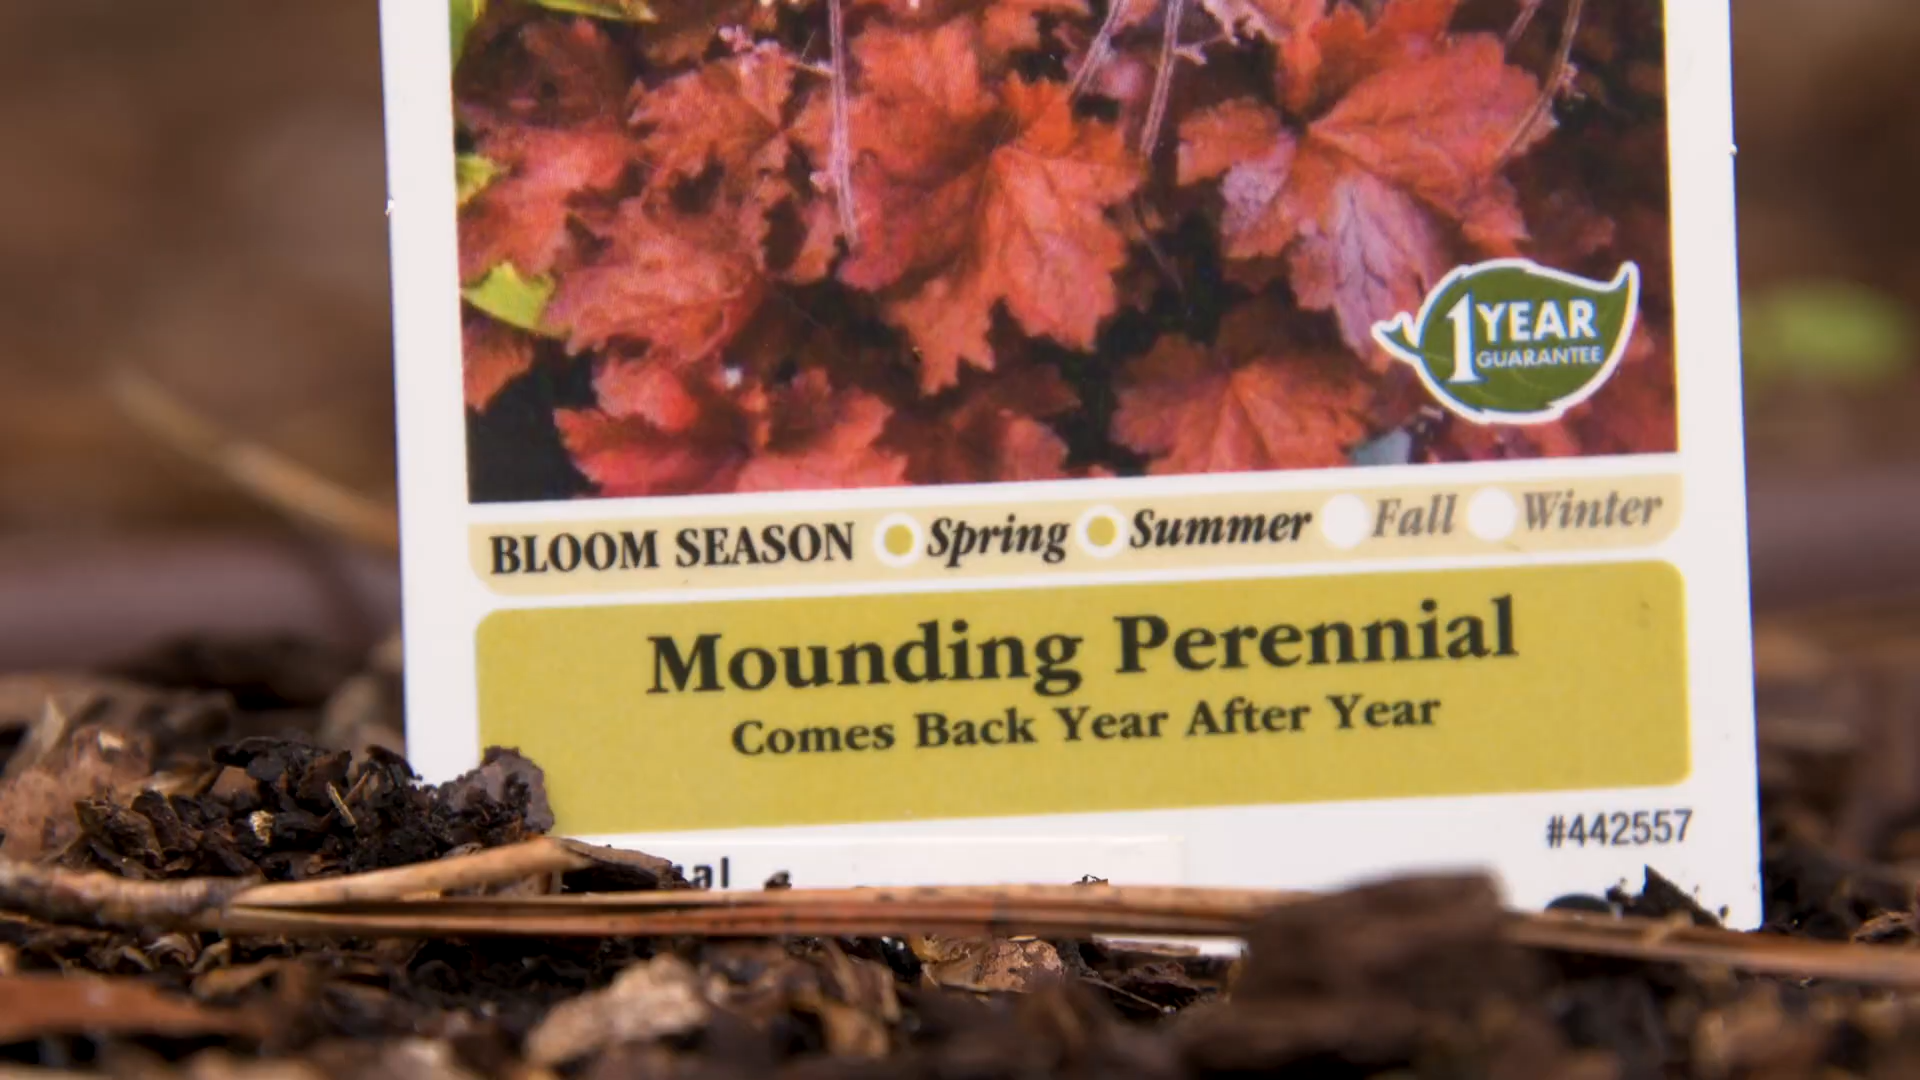 1 YEAR
GUARANTEE
BLOOM SEASON Spring Summer Fall Winter
Mounding Perennial
Comes Back Year After Year
#442557